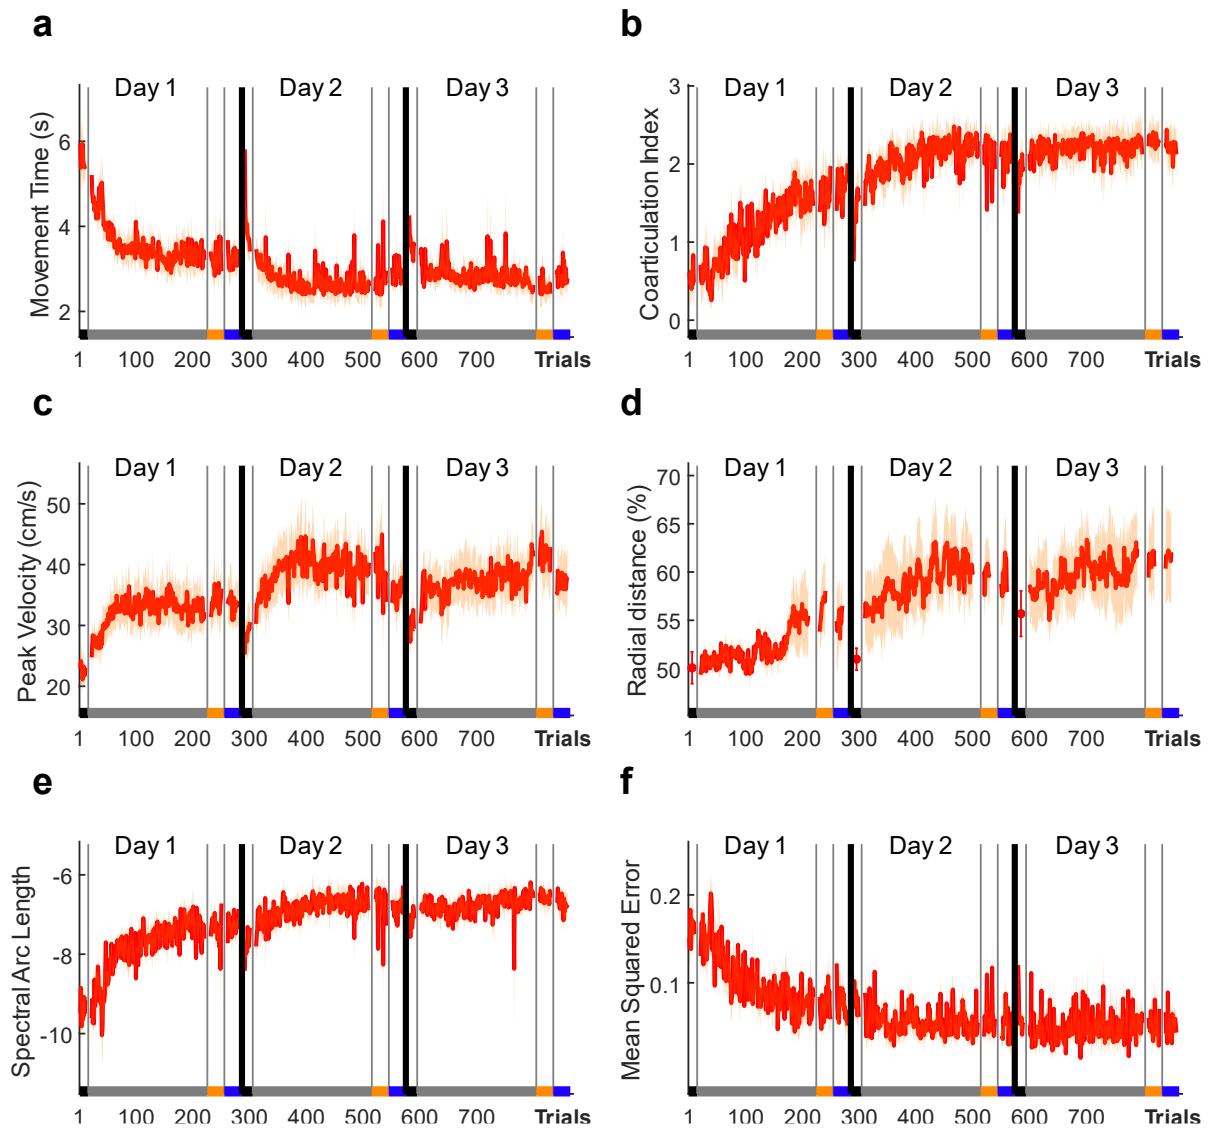 a
Day 1
Day 2
Day 3
Movement Time (s)
6
4
2
1 100 200 300 400 500 600 700 Trials
b
Day 1
Day 2
Day 3
Coarticulation Index
3
2
1
0
1 100 200 300 400 500 600 700 Trials
c
Day 1
Day 2
Day 3
Peak Velocity (cm/s)
50
40
30
20
1 100 200 300 400 500 600 700 Trials
d
Day 1
Day 2
Day 3
Radial distance (%)
70
65
60
55
50
1 100 200 300 400 500 600 700 Trials
e
Day 1
Day 2
Day 3
Spectral Arc Length
-6
-8
-10
1 100 200 300 400 500 600 700 Trials
f
Day 1
Day 2
Day 3
Mean Squared Error
0.2
0.1
1 100 200 300 400 500 600 700 Trials